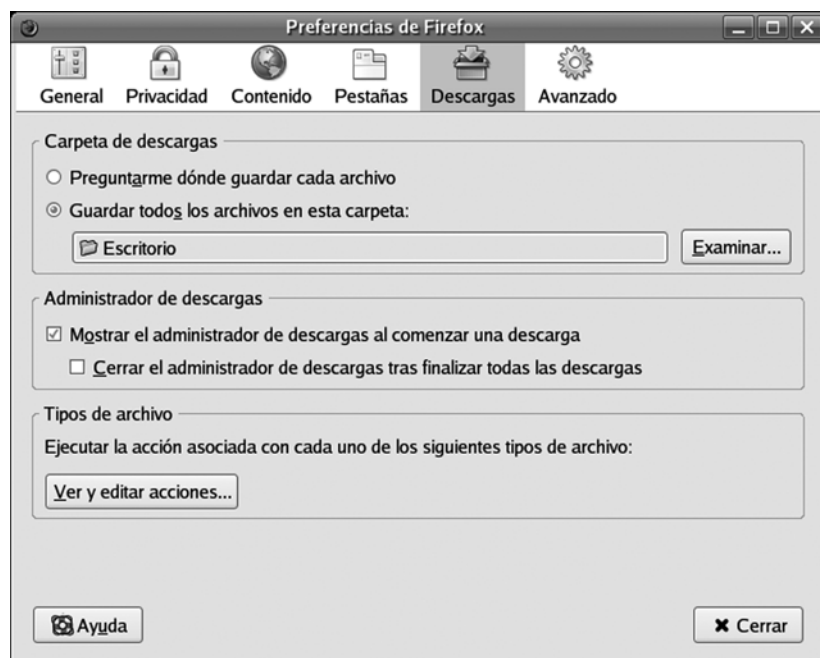 Preferencias de Firefox
General Privacidad Contenido Pestañas Descargas Avanzado
Carpeta de descargas
Preguntarme dónde guardar cada archivo
Guardar todos los archivos en esta carpeta:
Escritorio Examinar...
Administrador de descargas
Mostrar el administrador de descargas al comenzar una descarga
Cerrar el administrador de descargas tras finalizar todas las descargas
Tipos de archivo
Ejecutar la acción asociada con cada uno de los siguientes tipos de archivo:
Ver y editar acciones...
Ayuda Cerrar